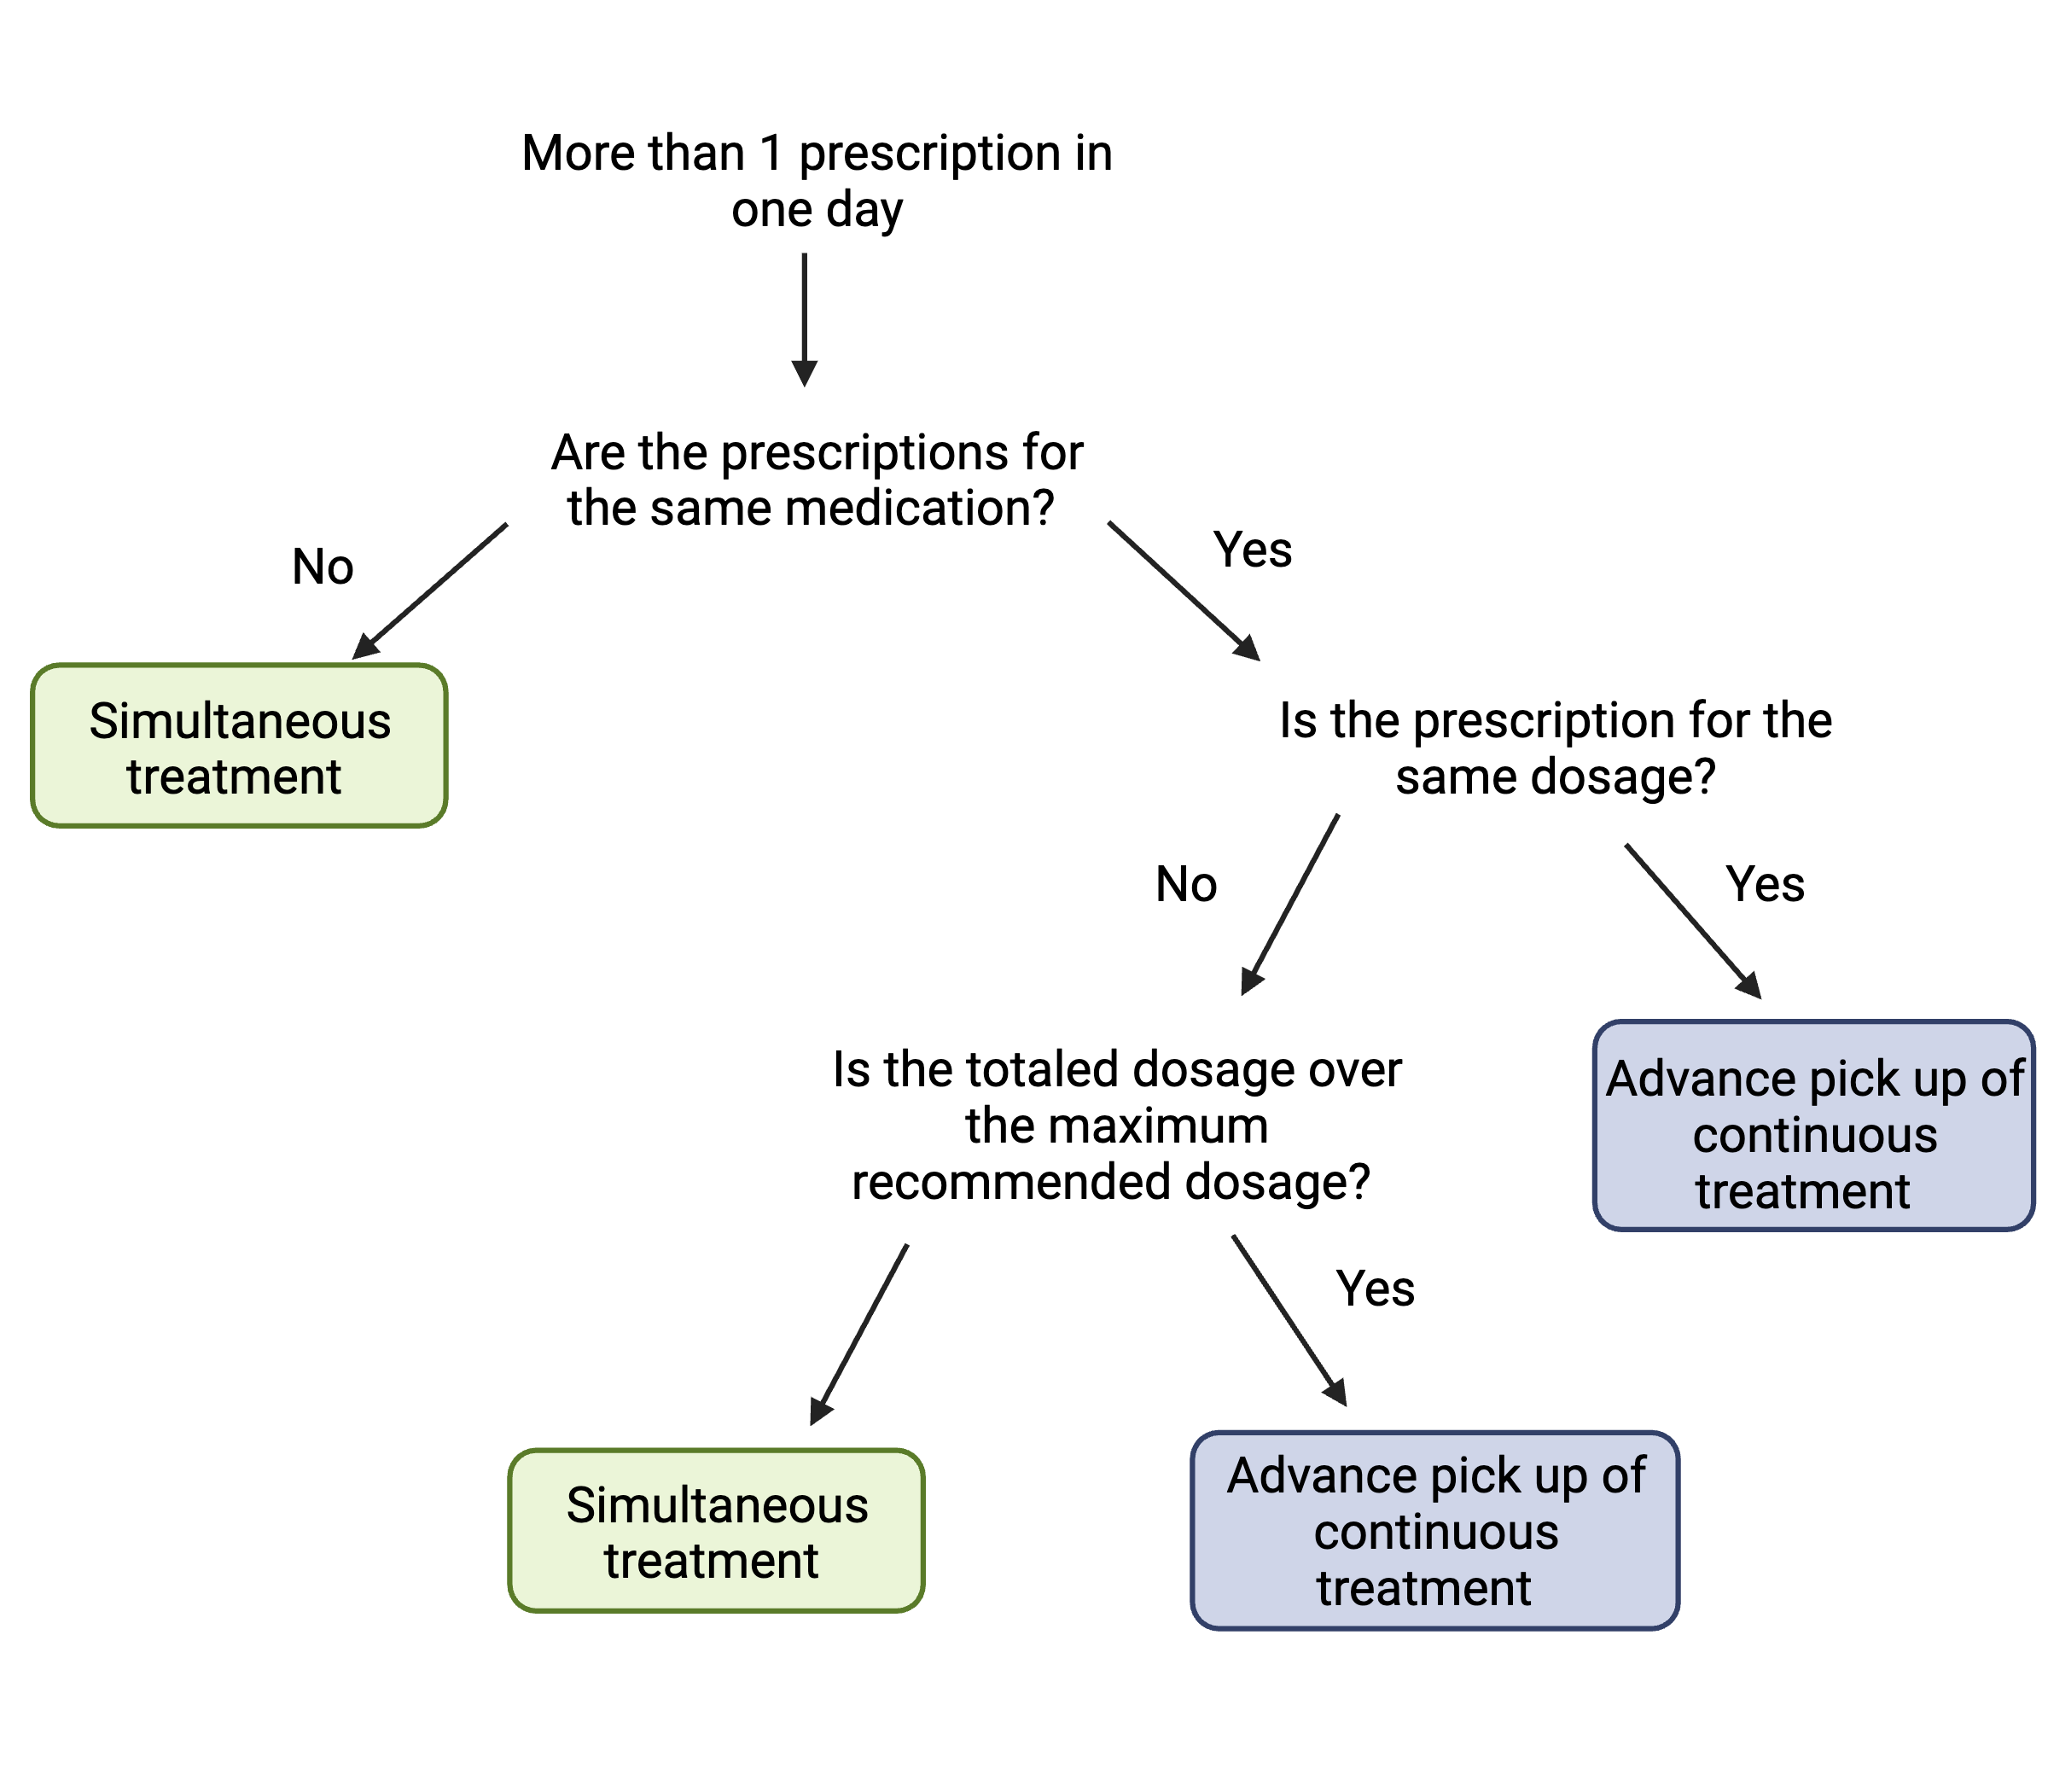 More than 1 prescription in
one day
Are the prescriptions for
the same medication?
No
Yes
Simultaneous
treatment
Is the prescription for the
same dosage?
No
Yes
Is the totaled dosage over
the maximum
recommended dosage?
Advance pick up of
continuous
treatment
Yes
Simultaneous
treatment
Advance pick up of
continuous
treatment